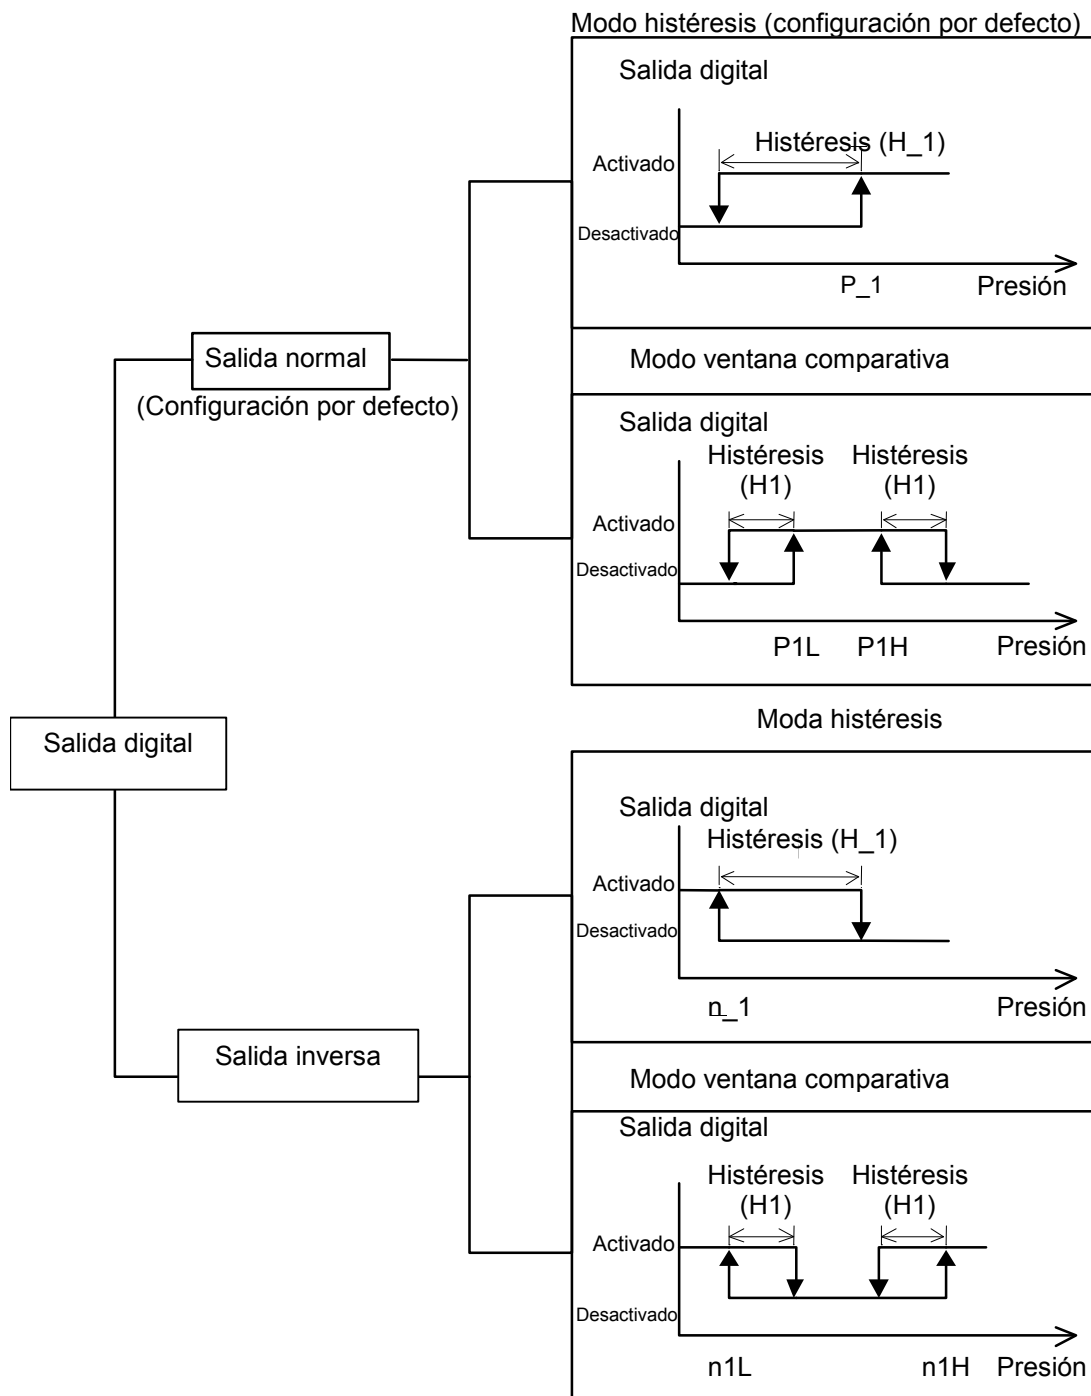 Modo histéresis (configuración por defecto)
Salida digital
Histéresis (H_1)
Activado
Desactivado
P_1
Presión
Salida normal
(Configuración por defecto)
Modo ventana comparativa
Salida digital
Histéresis
(H1)
Histéresis
(H1)
Activado
Desactivado
P1L
P1H
Presión
Salida digital
Moda histéresis
Salida digital
Histéresis (H_1)
Activado
Desactivado
n_1
Presión
Salida inversa
Modo ventana comparativa
Salida digital
Histéresis
(H1)
Histéresis
(H1)
Activado
Desactivado
n1L
n1H
Presión